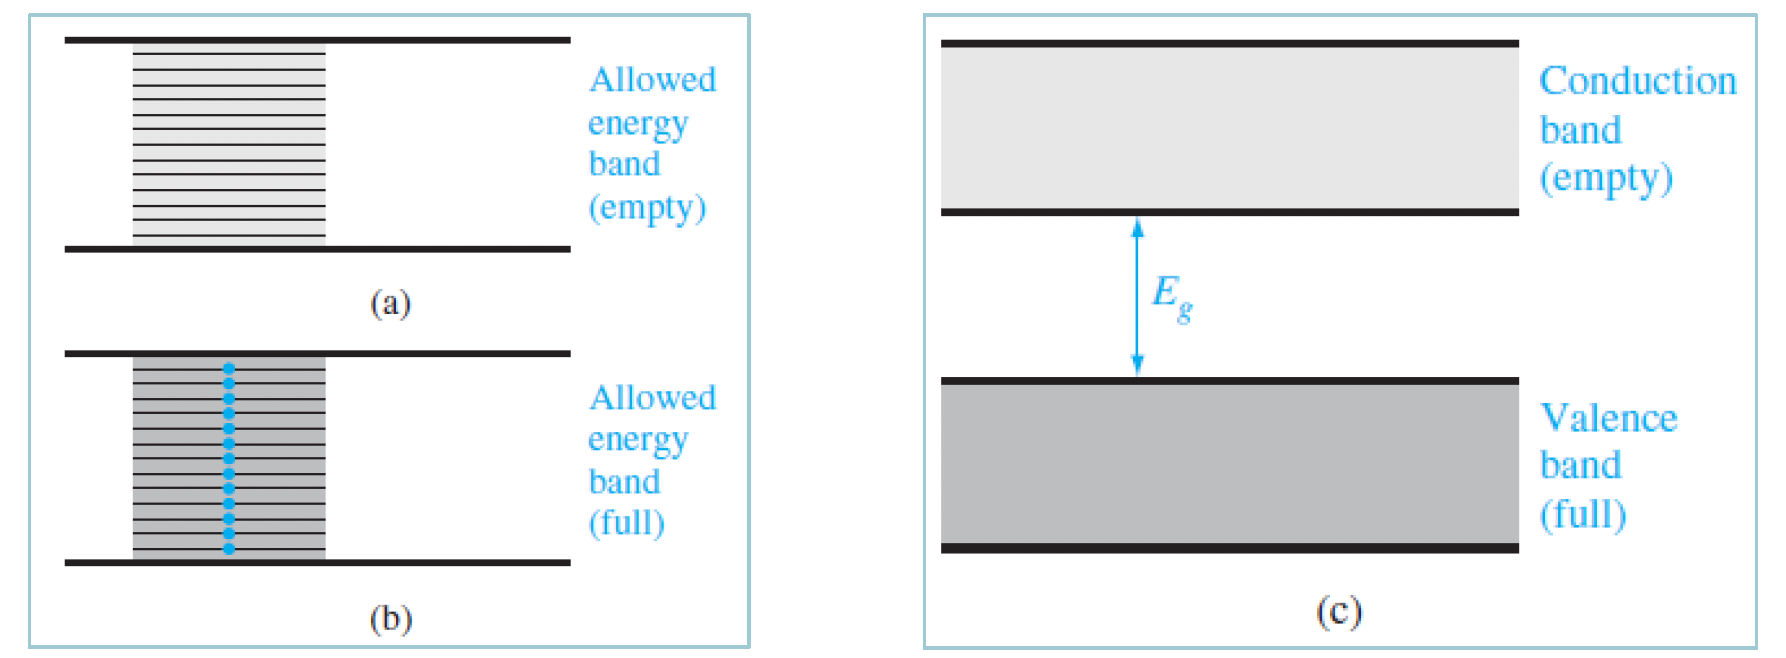 Allowed
energy
band
(empty)
(a)
Allowed
energy
band
(full)
(b)
Conduction
band
(empty)
E_g
Valence
band
(full)
(c)